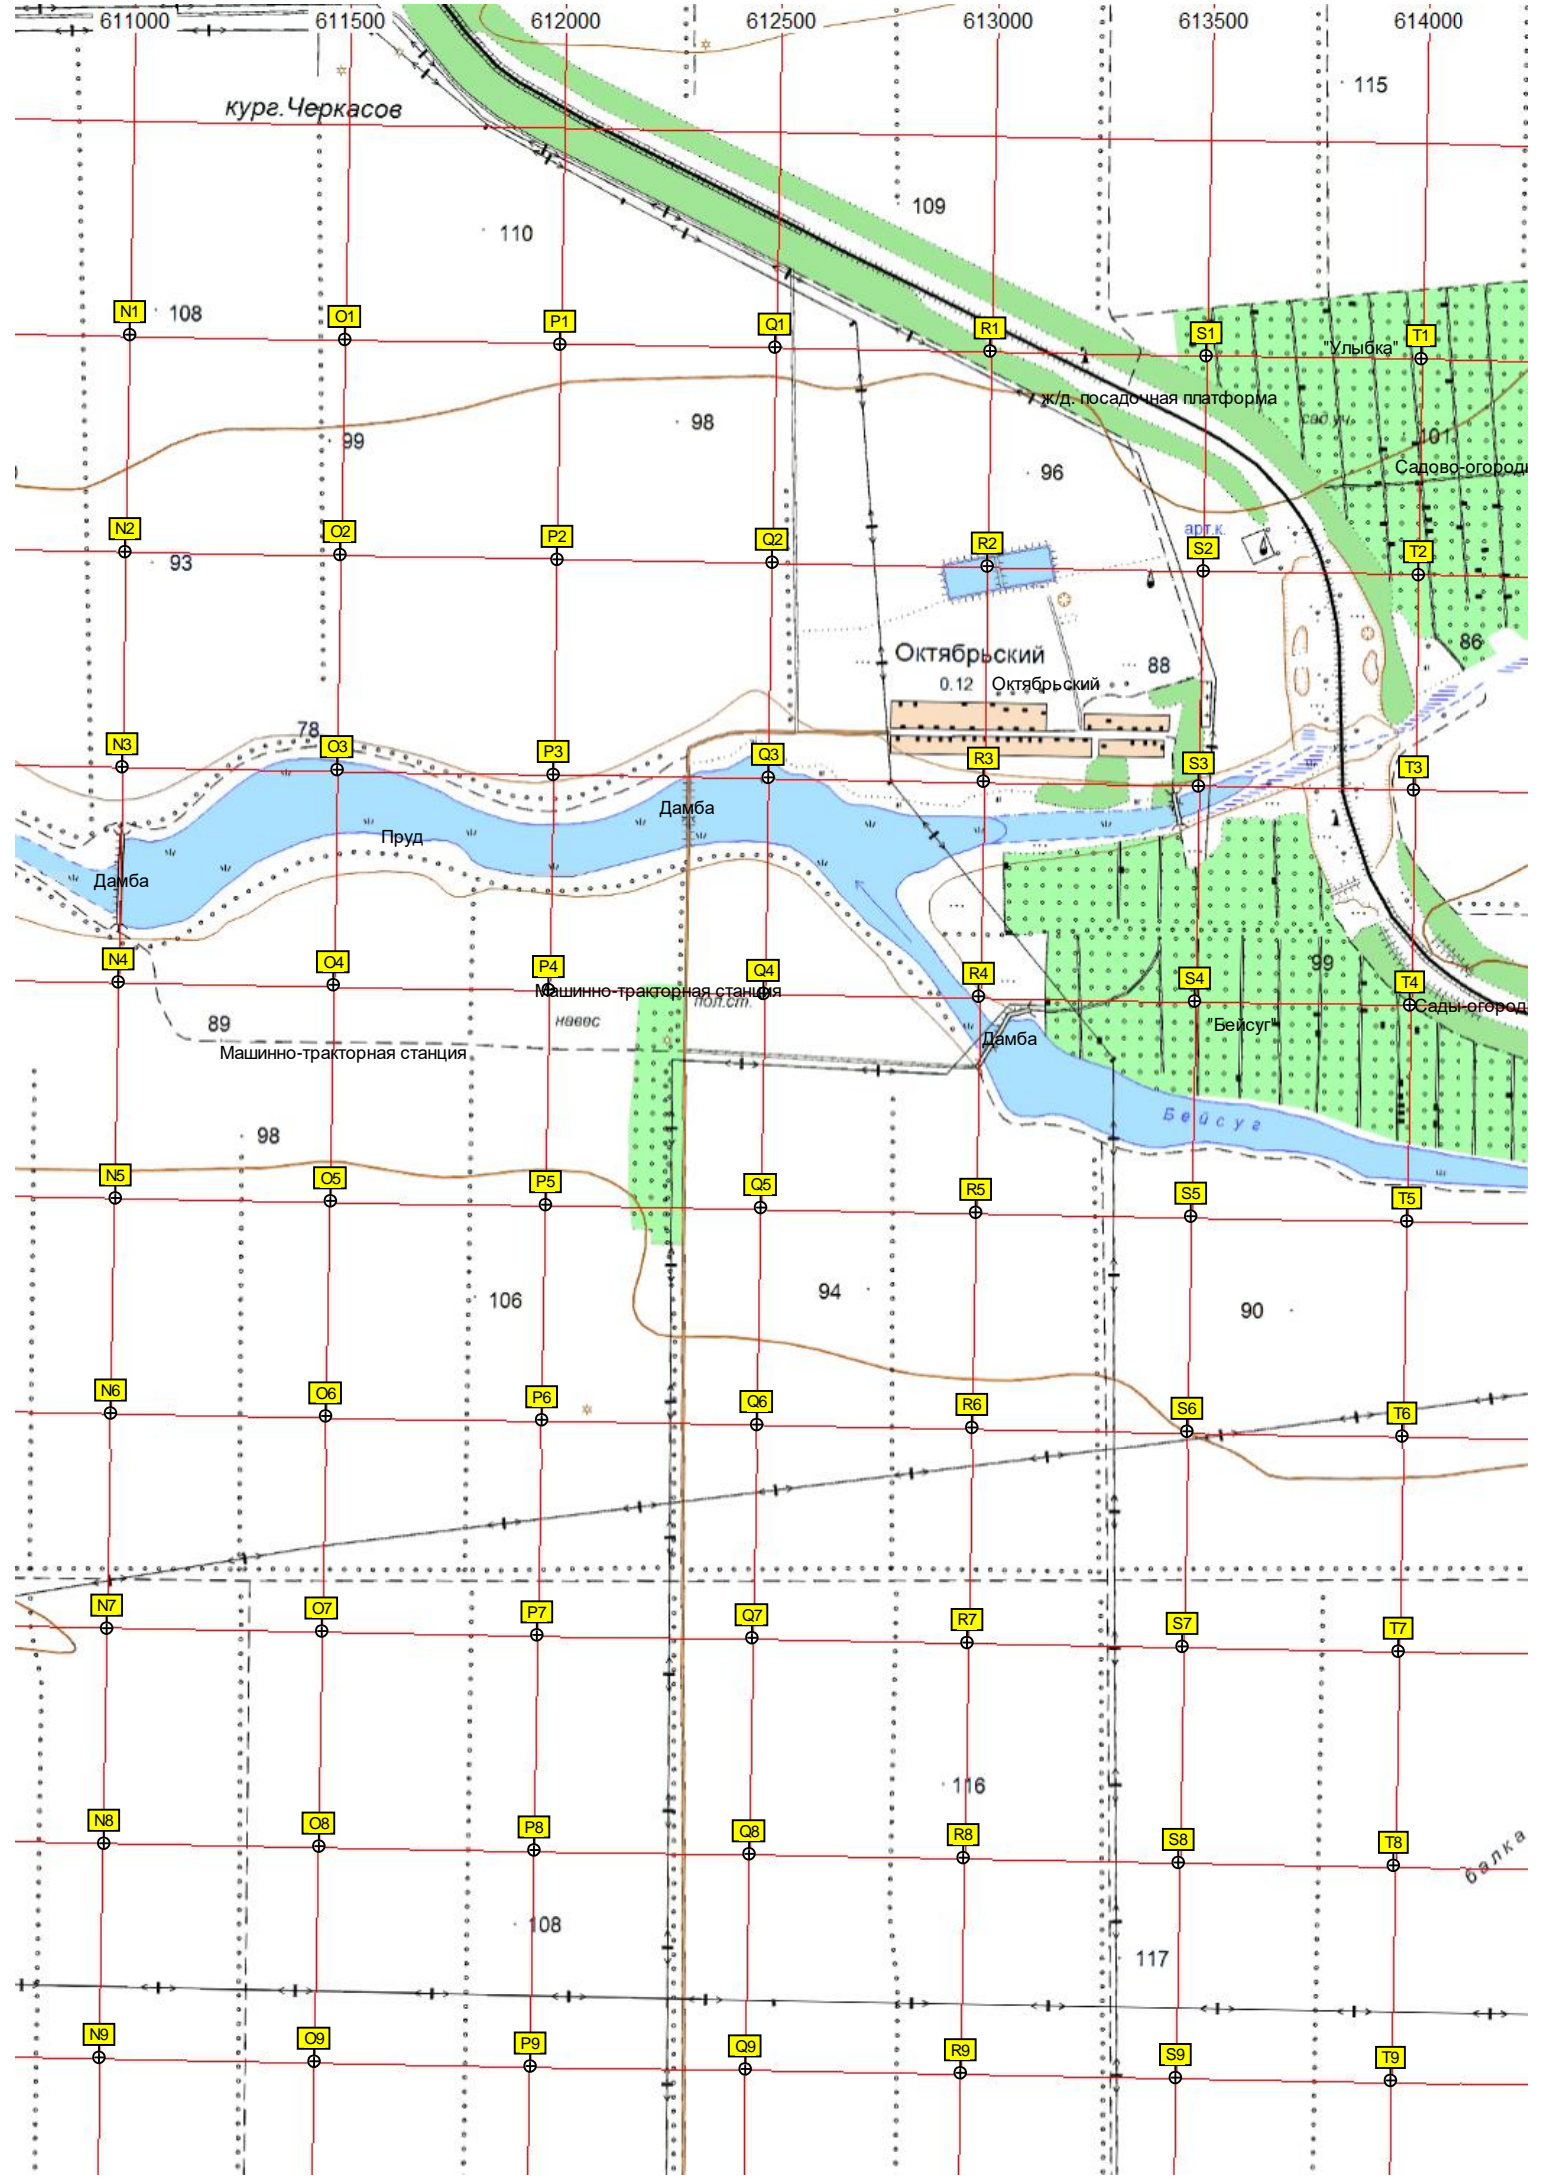 611000 611500 612000 612500 613000 613500 614000
115
кург.Черкасов
109
110
N1 108 O1 P1 Q1 R1 S1 T1
"Улыбка"
ж/д. посадочная платформа
сад.уч.
98
99
101
96
Садово-огородн
арт.к.
N2 O2 P2 Q2 R2 S2 T2
93
Октябрьский
86
88
0.12 Октябрьский
78
N3 O3 P3 Q3 R3 S3 T3
Дамба
Пруд
Дамба
N4 O4 P4 Q4 R4 S4 T4
99
Машинно-тракторная станция
пол.ст.
Сады-огород
навес
89
"Бейсуг"
Дамба
Машинно-тракторная станция
Бейсуг
98
N5 O5 P5 Q5 R5 S5 T5
94
106
90
N6 O6 P6 Q6 R6 S6 T6
N7 O7 P7 Q7 R7 S7 T7
116
N8 O8 P8 Q8 R8 S8 T8
балка
108
117
N9 O9 P9 Q9 R9 S9 T9